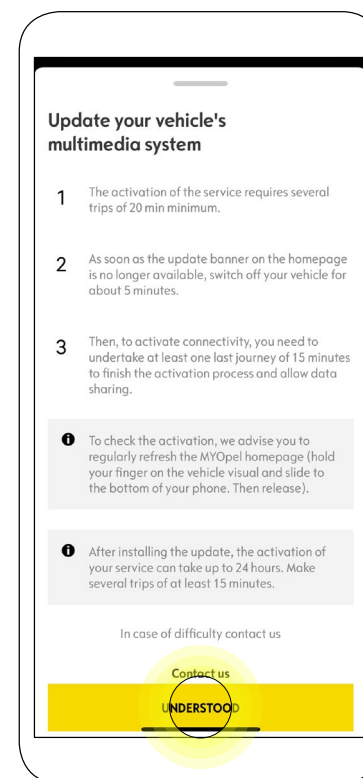 Update your vehicle's
multimedia system
1 The activation of the service requires several
trips of 20 min minimum.
2 As soon as the update banner on the homepage
is no longer available, switch off your vehicle for
about 5 minutes.
3 Then, to activate connectivity, you need to
undertake at least one last journey of 15 minutes
to finish the activation process and allow data
sharing.
To check the activation, we advise you to
regularly refresh the MYOpel homepage (hold
your finger on the vehicle visual and slide to
the bottom of your phone. Then release).
After installing the update, the activation of
your service can take up to 24 hours. Make
several trips of at least 15 minutes.
In case of difficulty contact us
Contact us
UNDERSTOOD